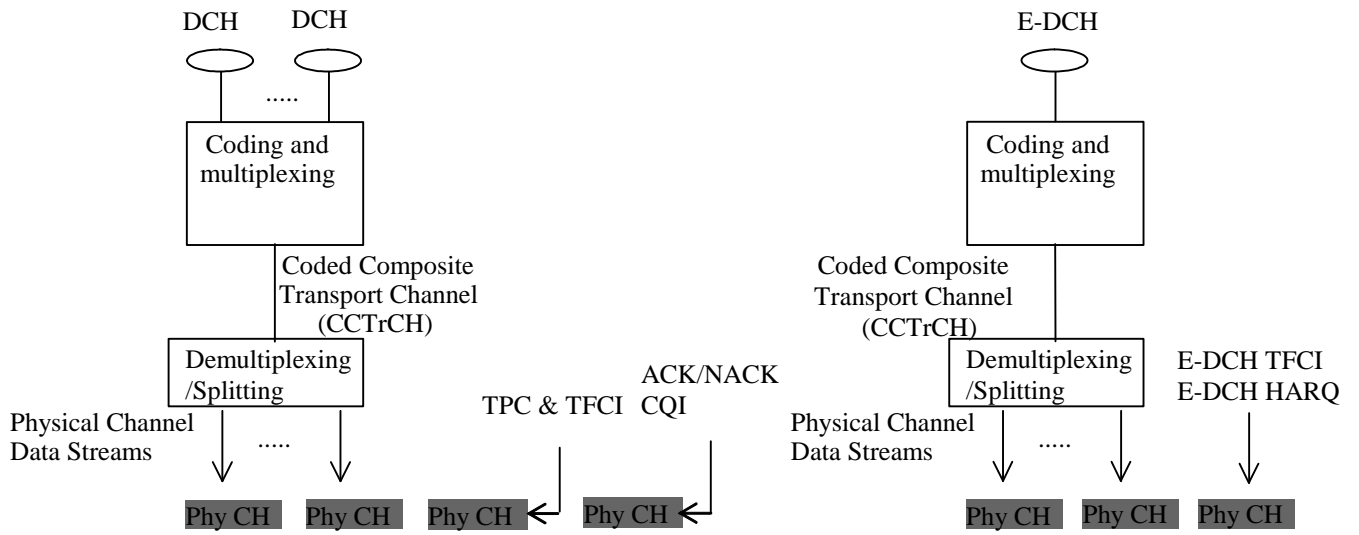 DCH DCH
.....
Coding and
multiplexing
Coded Composite
Transport Channel
(CCTrCH)
Demultiplexing
/Splitting
Physical Channel
Data Streams
.....
TPC & TFCI
ACK/NACK
CQI
Phy CH Phy CH Phy CH Phy CH
E-DCH
Coding and
multiplexing
Coded Composite
Transport Channel
(CCTrCH)
Demultiplexing
/Splitting
E-DCH TFCI
E-DCH HARQ
Physical Channel
Data Streams
.....
Phy CH Phy CH Phy CH